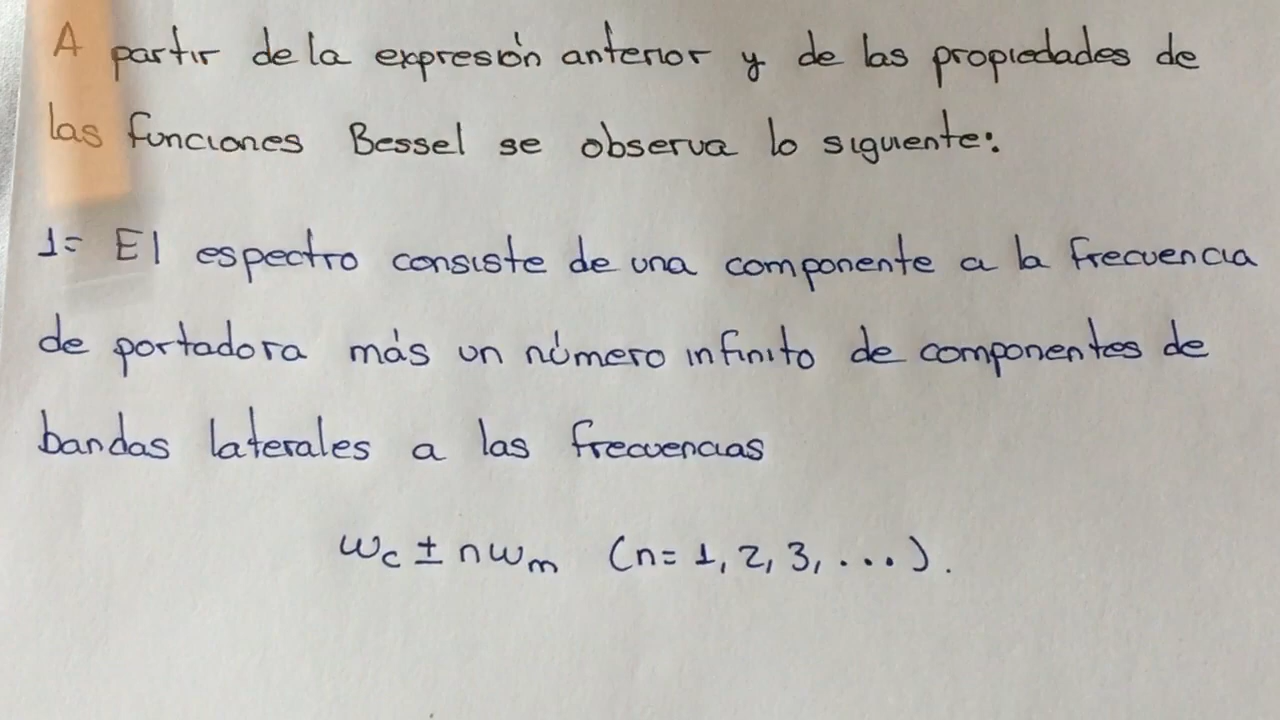 A partir de la expresión anterior y de las propiedades de
las funciones Bessel se observa lo siguiente:
1= El espectro consiste de una componente a la frecuencia
de portadora más un número infinito de componentes de
bandas laterales a las frecuencias
ωc ± nωm (n= 1, 2, 3, ...).